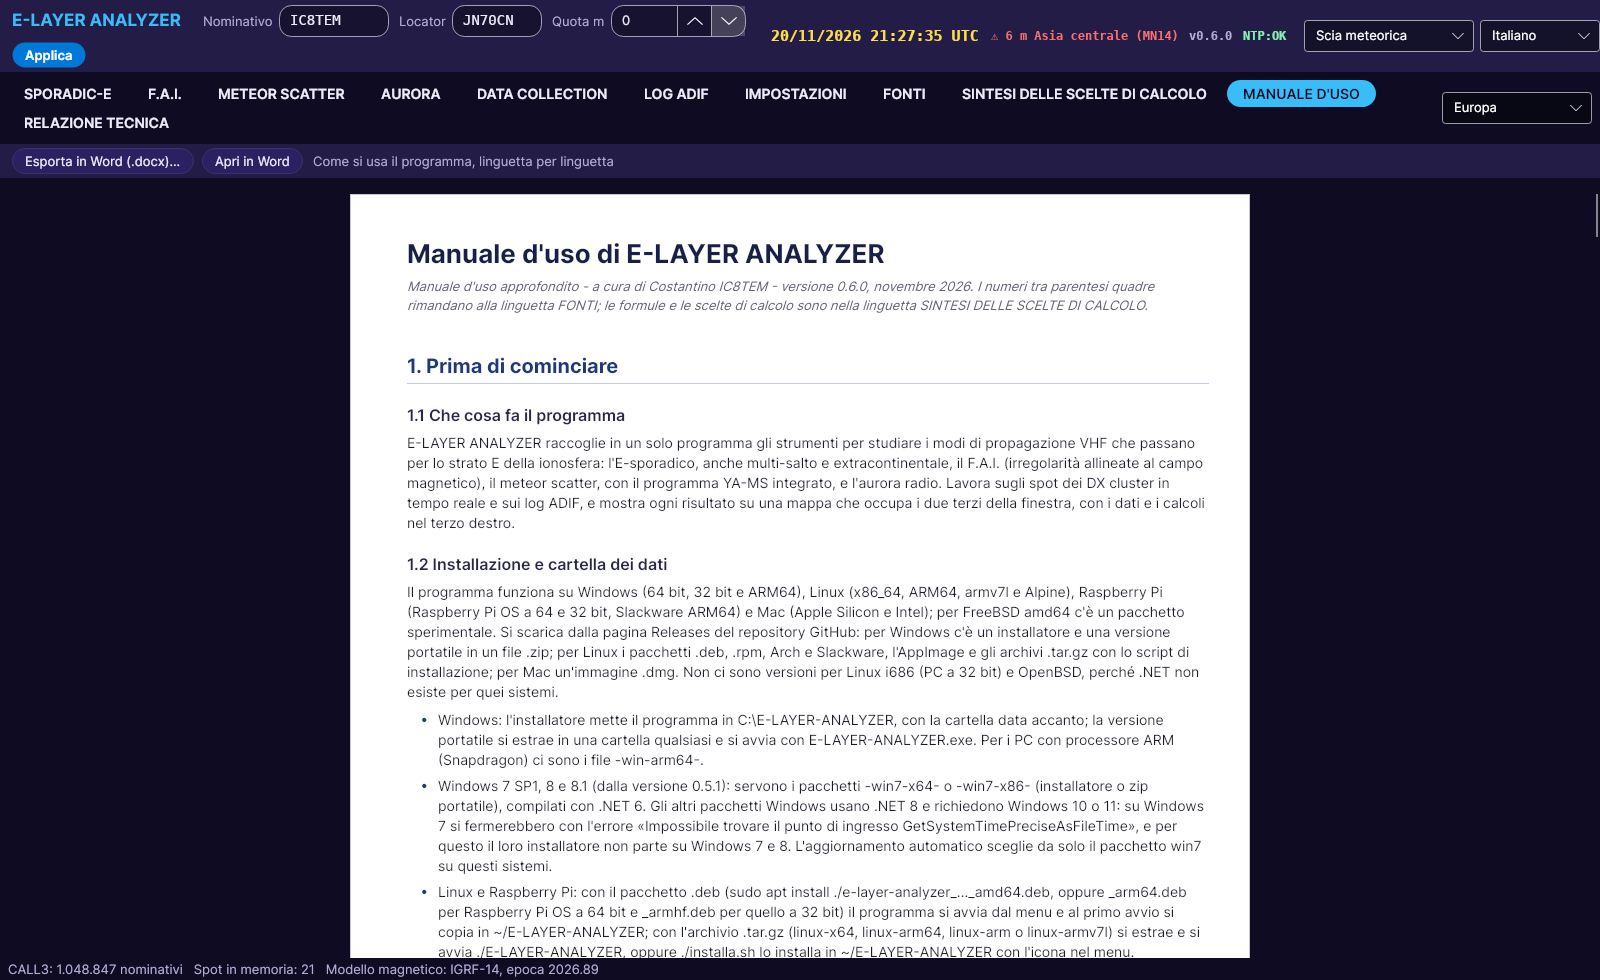 E-LAYER ANALYZER Nominativo IC8TEM Locator JN70CN Quota m 0
20/11/2026 21:27:35 UTC ⚠ 6 m Asia centrale (MN14) v0.6.0 NTP:OK Scia meteorica Italiano
Applica
SPORADIC-E F.A.I. METEOR SCATTER AURORA DATA COLLECTION LOG ADIF IMPOSTAZIONI FONTI SINTESI DELLE SCELTE DI CALCOLO MANUALE D'USO
Europa
RELAZIONE TECNICA
Esporta in Word (.docx)... Apri in Word Come si usa il programma, linguetta per linguetta
Manuale d'uso di E-LAYER ANALYZER
Manuale d'uso approfondito - a cura di Costantino IC8TEM - versione 0.6.0, novembre 2026. I numeri tra parentesi quadre
rimandano alla linguetta FONTI; le formule e le scelte di calcolo sono nella linguetta SINTESI DELLE SCELTE DI CALCOLO.
1. Prima di cominciare
1.1 Che cosa fa il programma
E-LAYER ANALYZER raccoglie in un solo programma gli strumenti per studiare i modi di propagazione VHF che passano
per lo strato E della ionosfera: l'E-sporadico, anche multi-salto e extracontinentale, il F.A.I. (irregolarità allineate al campo
magnetico), il meteor scatter, con il programma YA-MS integrato, e l'aurora radio. Lavora sugli spot dei DX cluster in
tempo reale e sui log ADIF, e mostra ogni risultato su una mappa che occupa i due terzi della finestra, con i dati e i calcoli
nel terzo destro.
1.2 Installazione e cartella dei dati
Il programma funziona su Windows (64 bit, 32 bit e ARM64), Linux (x86_64, ARM64, armv7l e Alpine), Raspberry Pi
(Raspberry Pi OS a 64 e 32 bit, Slackware ARM64) e Mac (Apple Silicon e Intel); per FreeBSD amd64 c'è un pacchetto
sperimentale. Si scarica dalla pagina Releases del repository GitHub: per Windows c'è un installatore e una versione
portatile in un file .zip; per Linux i pacchetti .deb, .rpm, Arch e Slackware, l'AppImage e gli archivi .tar.gz con lo script di
installazione; per Mac un'immagine .dmg. Non ci sono versioni per Linux i686 (PC a 32 bit) e OpenBSD, perché .NET non
esiste per quei sistemi.
• Windows: l'installatore mette il programma in C:\E-LAYER-ANALYZER, con la cartella data accanto; la versione
portatile si estrae in una cartella qualsiasi e si avvia con E-LAYER-ANALYZER.exe. Per i PC con processore ARM
(Snapdragon) ci sono i file -win-arm64-.
• Windows 7 SP1, 8 e 8.1 (dalla versione 0.5.1): servono i pacchetti -win7-x64- o -win7-x86- (installatore o zip
portatile), compilati con .NET 6. Gli altri pacchetti Windows usano .NET 8 e richiedono Windows 10 o 11: su Windows
7 si fermerebbero con l'errore «Impossibile trovare il punto di ingresso GetSystemTimePreciseAsFileTime», e per
questo il loro installatore non parte su Windows 7 e 8. L'aggiornamento automatico sceglie da solo il pacchetto win7
su questi sistemi.
• Linux e Raspberry Pi: con il pacchetto .deb (sudo apt install ./e-layer-analyzer_..._amd64.deb, oppure _arm64.deb
per Raspberry Pi OS a 64 bit e _armhf.deb per quello a 32 bit) il programma si avvia dal menu e al primo avvio si
copia in ~/E-LAYER-ANALYZER; con l'archivio .tar.gz (linux-x64, linux-arm64, linux-arm o linux-armv7l) si estrae e si
avvia ./E-LAYER-ANALYZER, oppure ./installa.sh lo installa in ~/E-LAYER-ANALYZER con l'icona nel menu.
CALL3: 1.048.847 nominativi Spot in memoria: 21 Modello magnetico: IGRF-14, epoca 2026.89